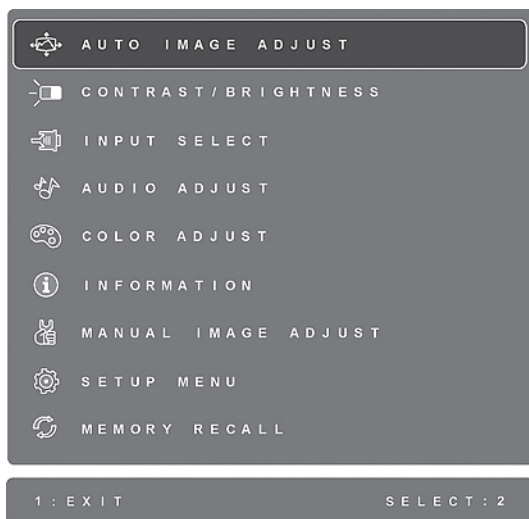 AUTO IMAGE ADJUST
CONTRAST/BRIGHTNESS
INPUT SELECT
AUDIO ADJUST
COLOR ADJUST
INFORMATION
MANUAL IMAGE ADJUST
SETUP MENU
MEMORY RECALL
1:EXIT SELECT:2